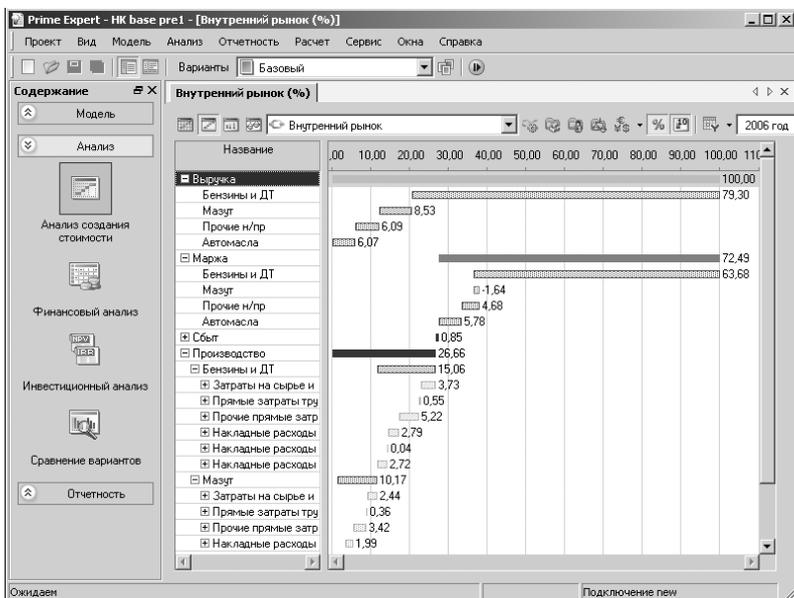 Prime Expert - НК base pre1 - [Внутренний рынок (%)]
Проект Вид Модель Анализ Отчетность Расчет Сервис Окна Справка
Варианты Базовый
Содержание
Внутренний рынок (%)
Модель
Внутренний рынок % 2006 год
Анализ
Название ,00 10,00 20,00 30,00 40,00 50,00 60,00 70,00 80,00 90,00 100,00 110
Выручка 100,00
Бензины и ДТ 79,30
Мазут 8,53
Прочие н/пр 6,09
Автомасла 6,07
Анализ создания стоимости
Маржа 72,49
Бензины и ДТ 63,68
Мазут -1,64
Прочие н/пр 4,68
Автомасла 5,78
Финансовый анализ
Сбыт 0,85
Производство 26,66
Бензины и ДТ 15,06
Затраты на сырье и 3,73
NPV
IRR
Инвестиционный анализ
Прямые затраты тру 0,55
Прочие прямые затр 5,22
Накладные расходы 2,79
Накладные расходы 0,04
Накладные расходы 2,72
Сравнение вариантов
Мазут 10,17
Затраты на сырье и 2,44
Отчетность
Прямые затраты тру 0,36
Прочие прямые затр 3,42
Накладные расходы 1,99
Ожидаем Подключение new